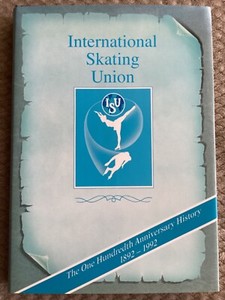 International
Skating
Union
ISU
The One Hundredth Anniversary History
1892 – 1992